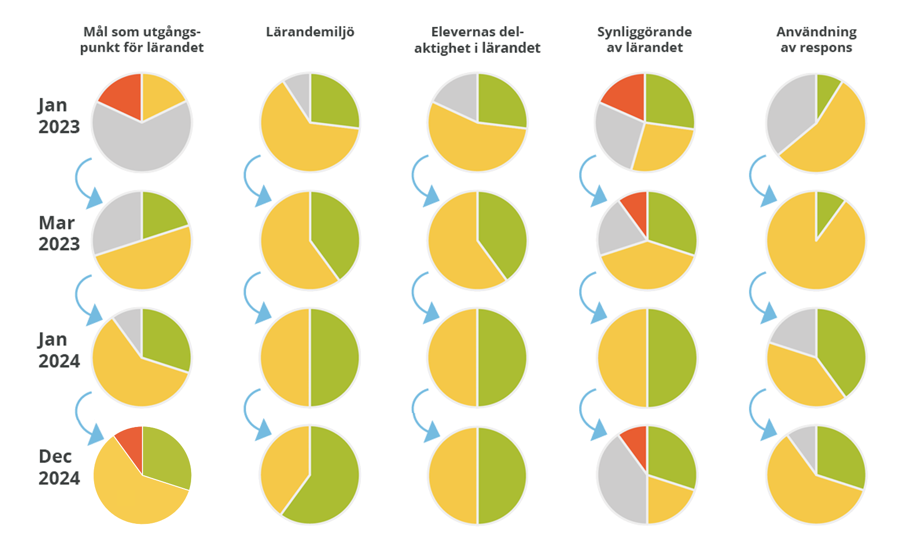 Mål som utgångs-
punkt för lärandet
Lärandemiljö
Elevernas del-
aktighet i lärandet
Synliggörande
av lärandet
Användning
av respons
Jan
2023
Mar
2023
Jan
2024
Dec
2024